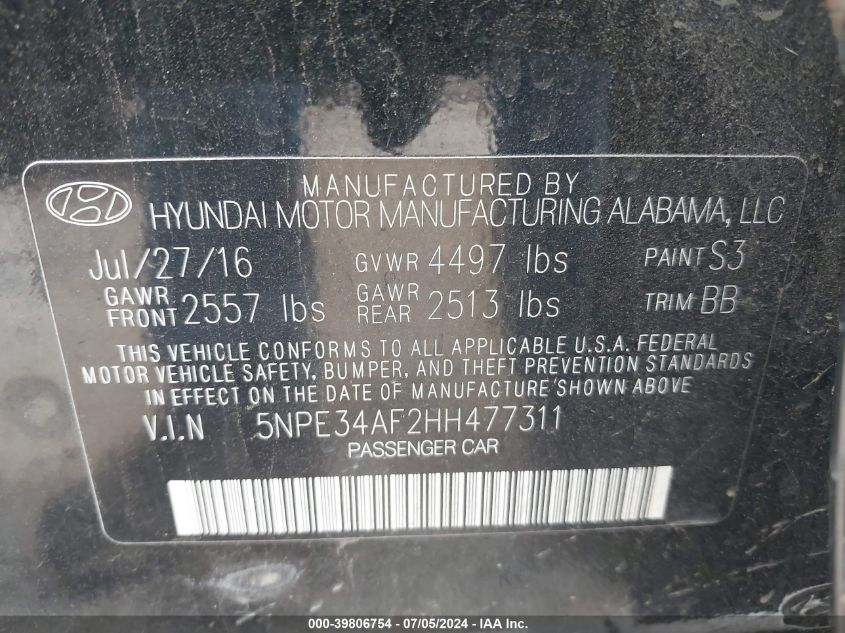 MANUFACTURED BY
HYUNDAI MOTOR MANUFACTURING ALABAMA, LLC
Jul/27/16 GVWR 4497 lbs PAINT S3
GAWR FRONT 2557 lbs GAWR REAR 2513 lbs TRIM BB
THIS VEHICLE CONFORMS TO ALL APPLICABLE U.S.A. FEDERAL
MOTOR VEHICLE SAFETY, BUMPER, AND THEFT PREVENTION STANDARDS
IN EFFECT ON THE DATE OF MANUFACTURE SHOWN ABOVE
V.I.N 5NPE34AF2HH477311
PASSENGER CAR
000-39806754 - 07/05/2024 - IAA Inc.